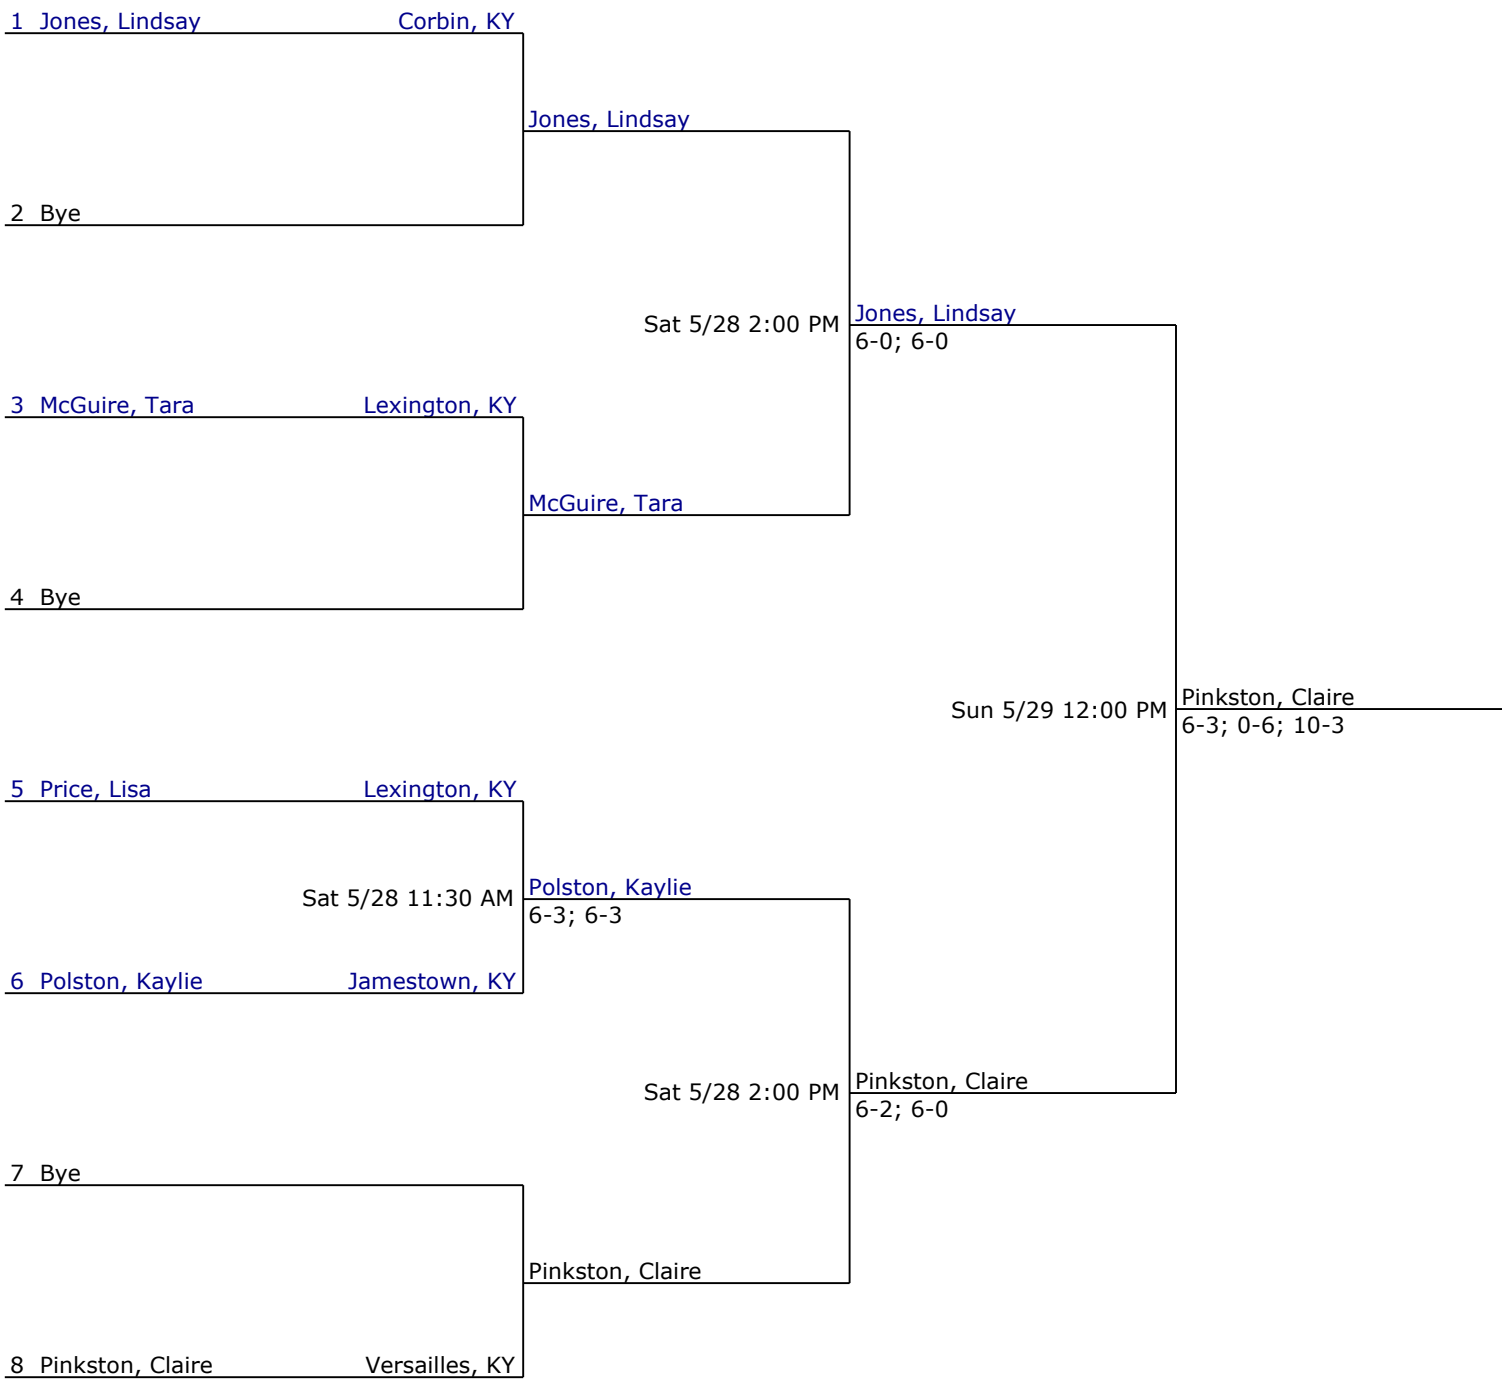 1 Jones, Lindsay Corbin, KY
Jones, Lindsay
2 Bye
Jones, Lindsay
Sat 5/28 2:00 PM
6-0; 6-0
3 McGuire, Tara Lexington, KY
McGuire, Tara
4 Bye
Pinkston, Claire
Sun 5/29 12:00 PM
6-3; 0-6; 10-3
5 Price, Lisa Lexington, KY
Polston, Kaylie
Sat 5/28 11:30 AM
6-3; 6-3
6 Polston, Kaylie Jamestown, KY
Pinkston, Claire
Sat 5/28 2:00 PM
6-2; 6-0
7 Bye
Pinkston, Claire
8 Pinkston, Claire Versailles, KY